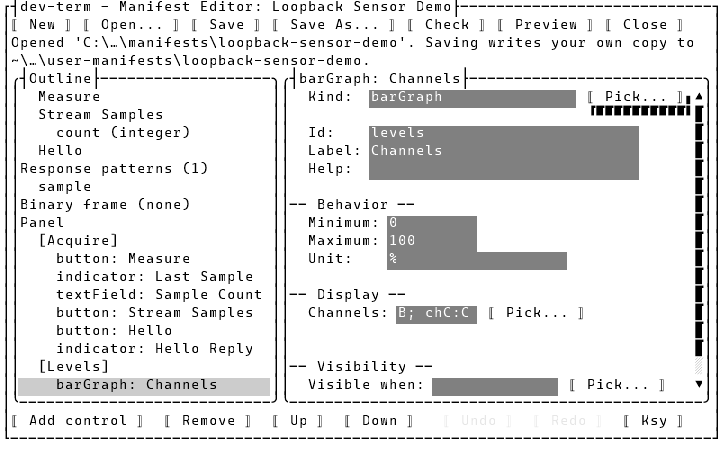 dev-term - Manifest Editor: Loopback Sensor Demo
⟦ New ⟧ ⟦ Open... ⟧ ⟦ Save ⟧ ⟦ Save As... ⟧ ⟦ Check ⟧ ⟦ Preview ⟧ ⟦ Close ⟧
Opened 'C:\…\manifests\loopback-sensor-demo'. Saving writes your own copy to
~\…\user-manifests\loopback-sensor-demo.
Outline
Measure
Stream Samples
count (integer)
Hello
Response patterns (1)
sample
Binary frame (none)
Panel
[Acquire]
button: Measure
indicator: Last Sample
textField: Sample Count
button: Stream Samples
button: Hello
indicator: Hello Reply
[Levels]
barGraph: Channels
barGraph: Channels
Kind: barGraph ⟦ Pick... ⟧
Id: levels
Label: Channels
Help:
-- Behavior --
Minimum: 0
Maximum: 100
Unit: %
-- Display --
Channels: B; chC:C ⟦ Pick... ⟧
-- Visibility --
Visible when: ⟦ Pick... ⟧
⟦ Add control ⟧ ⟦ Remove ⟧ ⟦ Up ⟧ ⟦ Down ⟧ ⟦ Undo ⟧ ⟦ Redo ⟧ ⟦ Ksy ⟧